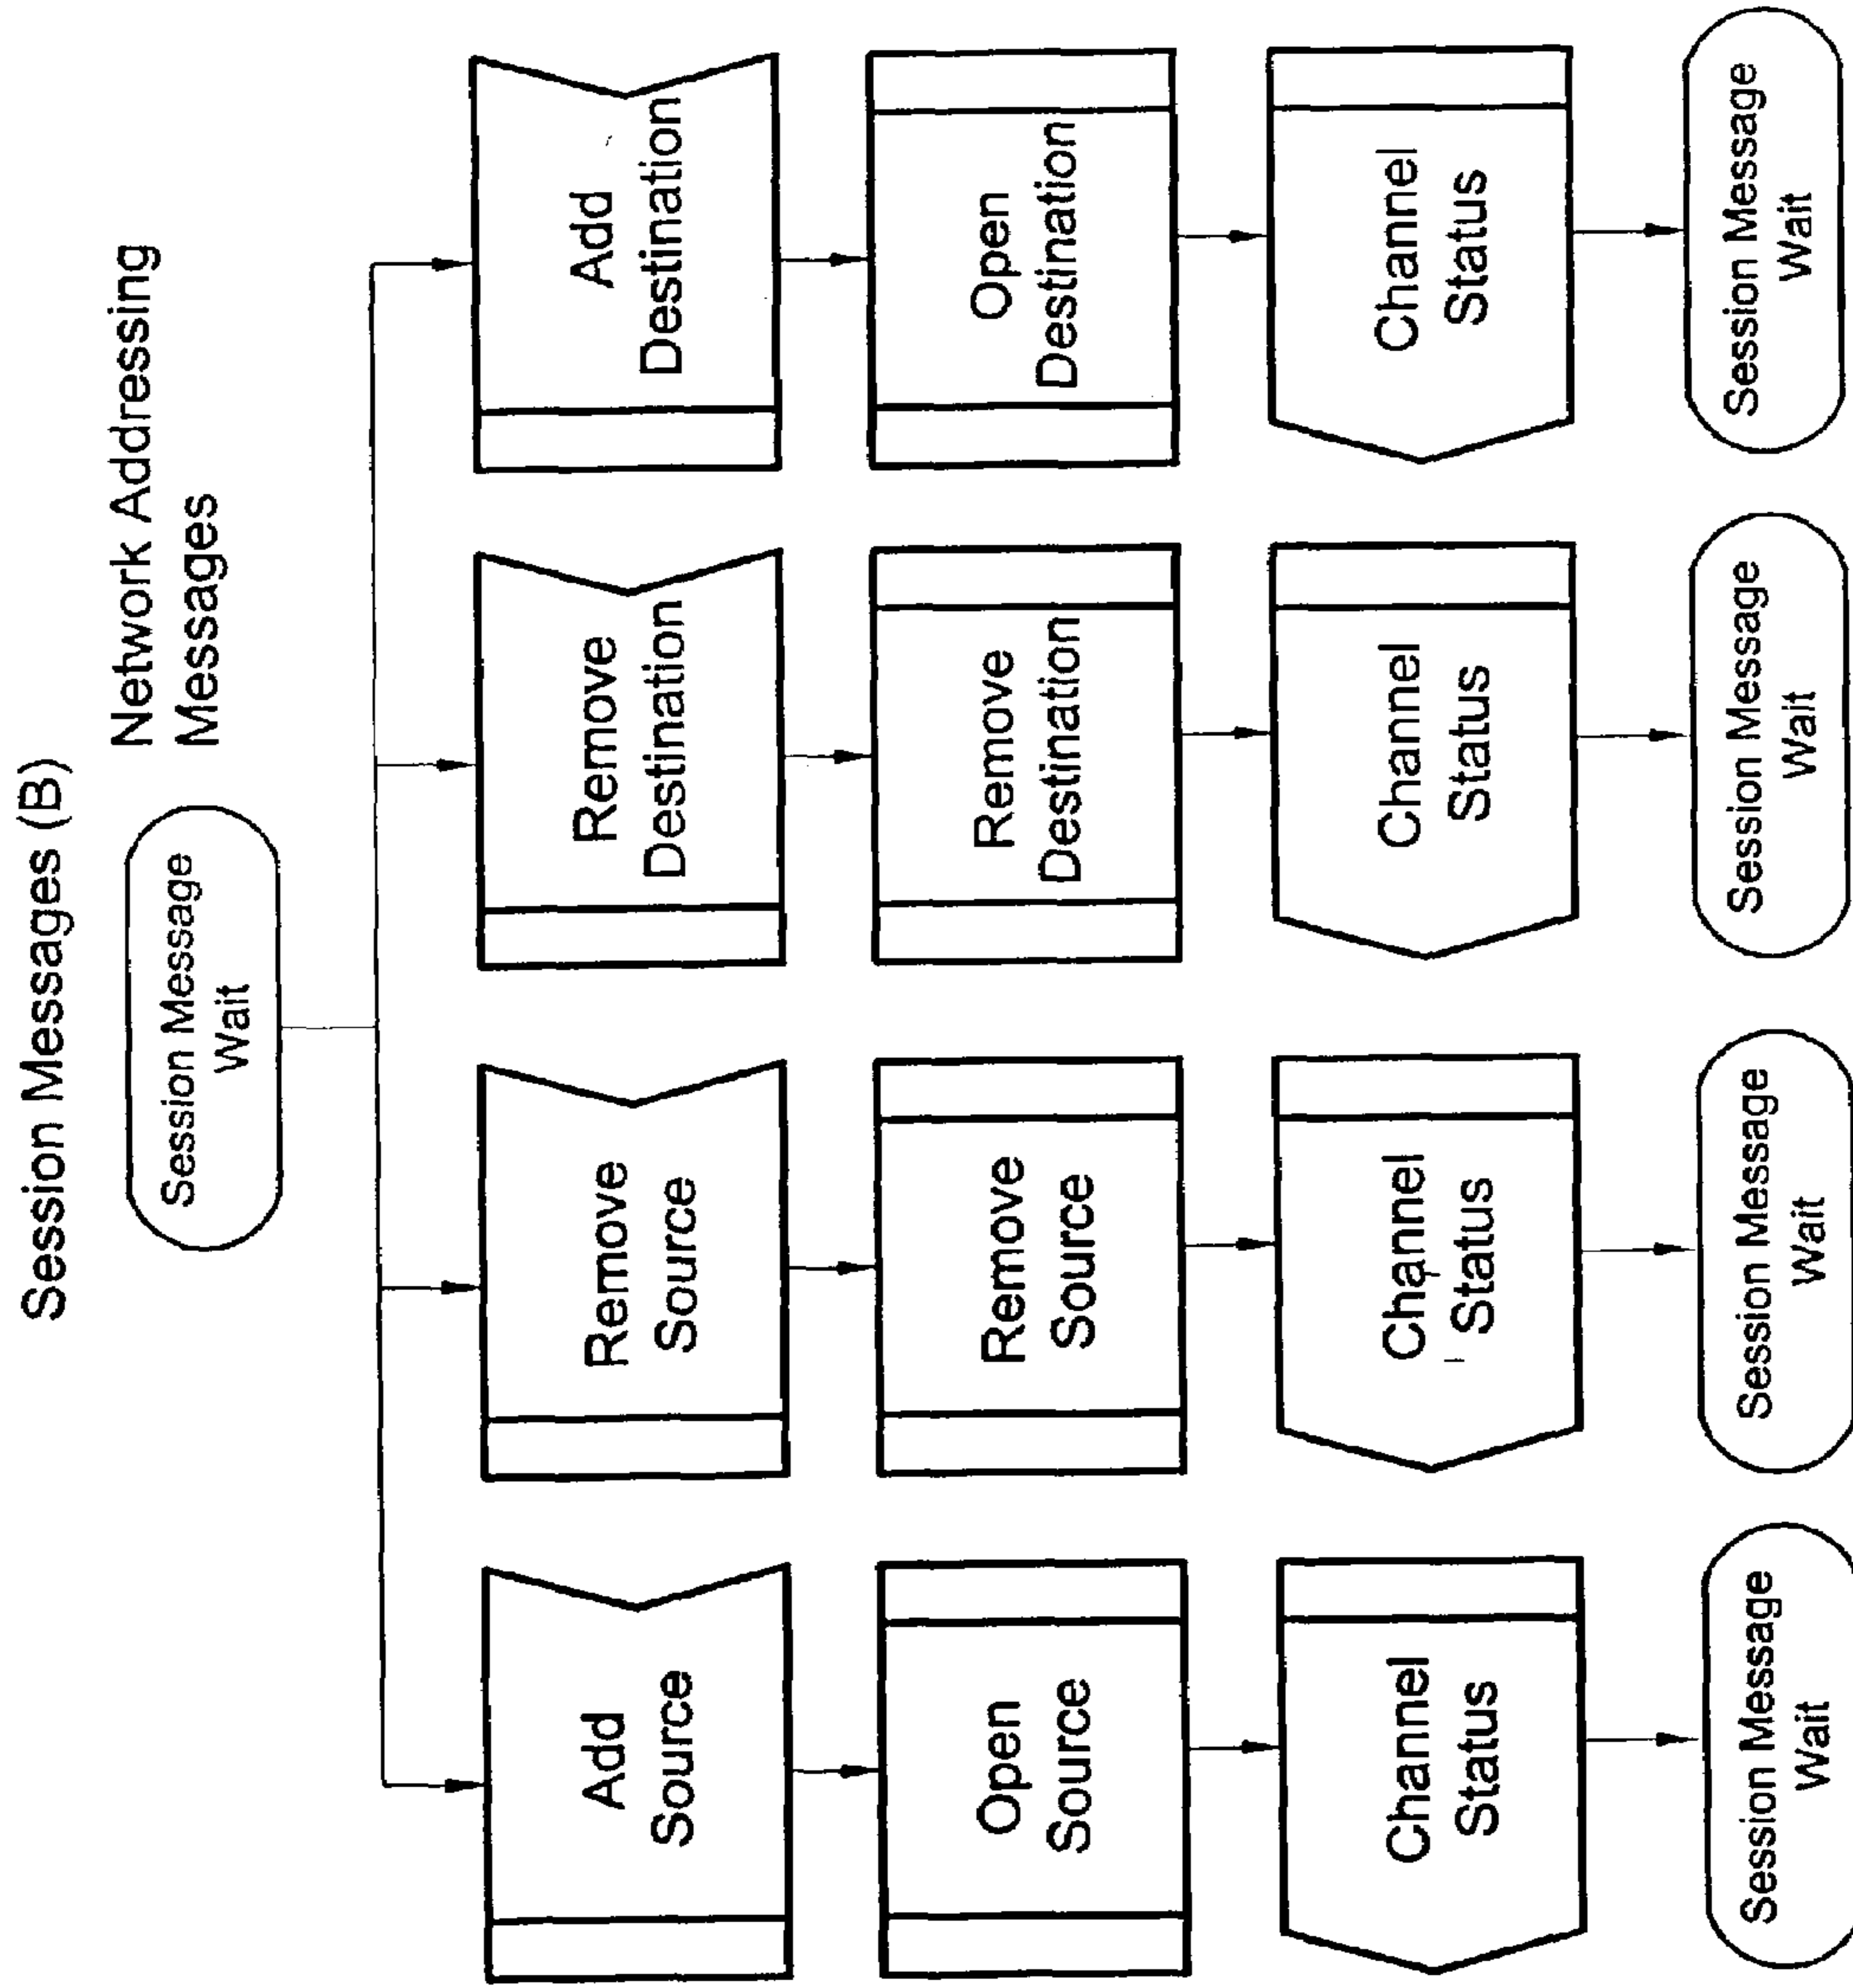 Session Messages (B)
Network Addressing
Messages
Session Message
Wait
Add
Source
Remove
Source
Remove
Destination
Add
Destination
Open
Source
Remove
Source
Remove
Destination
Open
Destination
Channel
Status
Channel
Status
Channel
Status
Channel
Status
Session Message
Wait
Session Message
Wait
Session Message
Wait
Session Message
Wait